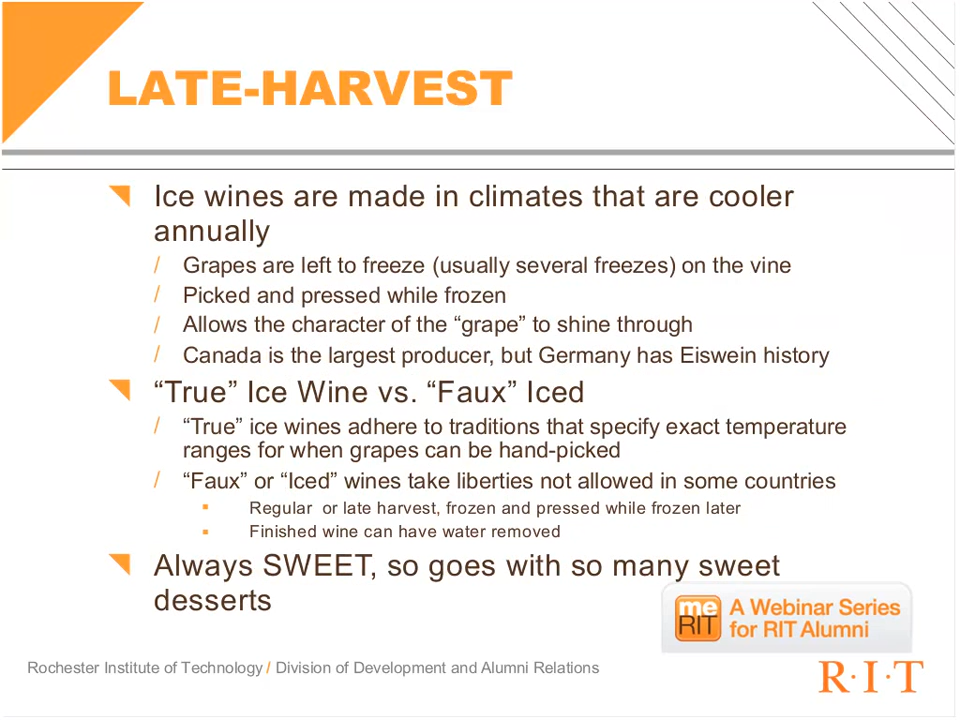 LATE-HARVEST
Ice wines are made in climates that are cooler
annually
/ Grapes are left to freeze (usually several freezes) on the vine
/ Picked and pressed while frozen
/ Allows the character of the “grape” to shine through
/ Canada is the largest producer, but Germany has Eiswein history
“True” Ice Wine vs. “Faux” Iced
/ “True” ice wines adhere to traditions that specify exact temperature
ranges for when grapes can be hand-picked
/ “Faux” or “Iced” wines take liberties not allowed in some countries
▪ Regular or late harvest, frozen and pressed while frozen later
▪ Finished wine can have water removed
Always SWEET, so goes with so many sweet
desserts
me
RIT
A Webinar Series
for RIT Alumni
Rochester Institute of Technology / Division of Development and Alumni Relations
R·I·T